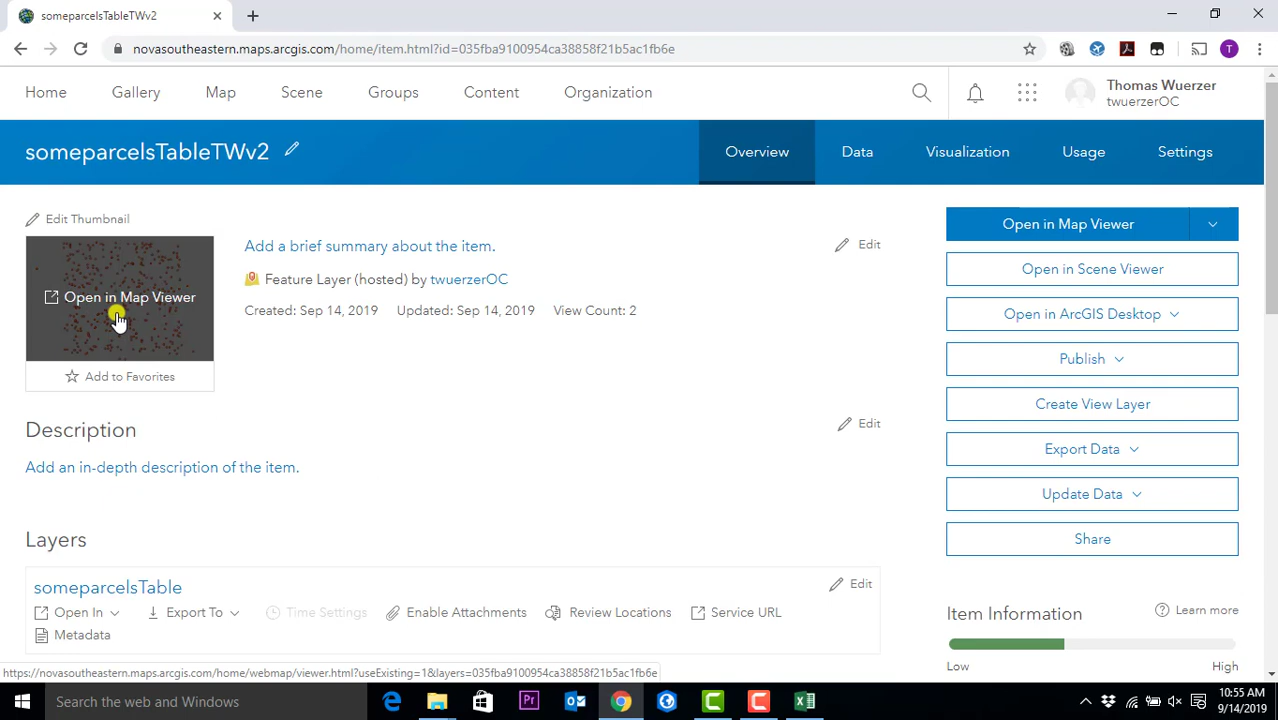 someparcelsTableTWv2
novasoutheastern.maps.arcgis.com/home/item.html?id=035fba9100954ca38858f21b5ac1fb6e
T
Home Gallery Map Scene Groups Content Organization
Thomas Wuerzer
twuerzerOC
someparcelsTableTWv2
Overview Data Visualization Usage Settings
Edit Thumbnail
Open in Map Viewer
Add to Favorites
Add a brief summary about the item.
Edit
Feature Layer (hosted) by twuerzerOC
Created: Sep 14, 2019 Updated: Sep 14, 2019 View Count: 2
Description
Edit
Add an in-depth description of the item.
Layers
someparcelsTable
Edit
Open In Export To Time Settings Enable Attachments Review Locations Service URL
Metadata
Open in Map Viewer
Open in Scene Viewer
Open in ArcGIS Desktop
Publish
Create View Layer
Export Data
Update Data
Share
Item Information
Learn more
Low High
https://novasoutheastern.maps.arcgis.com/home/webmap/viewer.html?useExisting=1&layers=035fba9100954ca38858f21b5ac1fb6e
Search the web and Windows
Pr
10:55 AM
9/14/2019